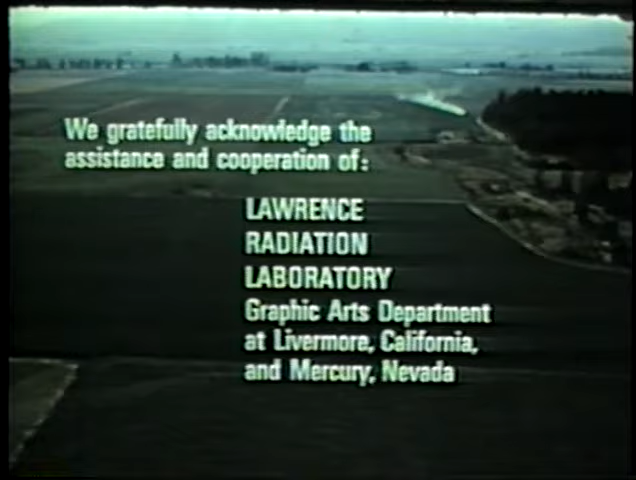 We gratefully acknowledge the
assistance and cooperation of:
LAWRENCE
RADIATION
LABORATORY
Graphic Arts Department
at Livermore, California,
and Mercury, Nevada